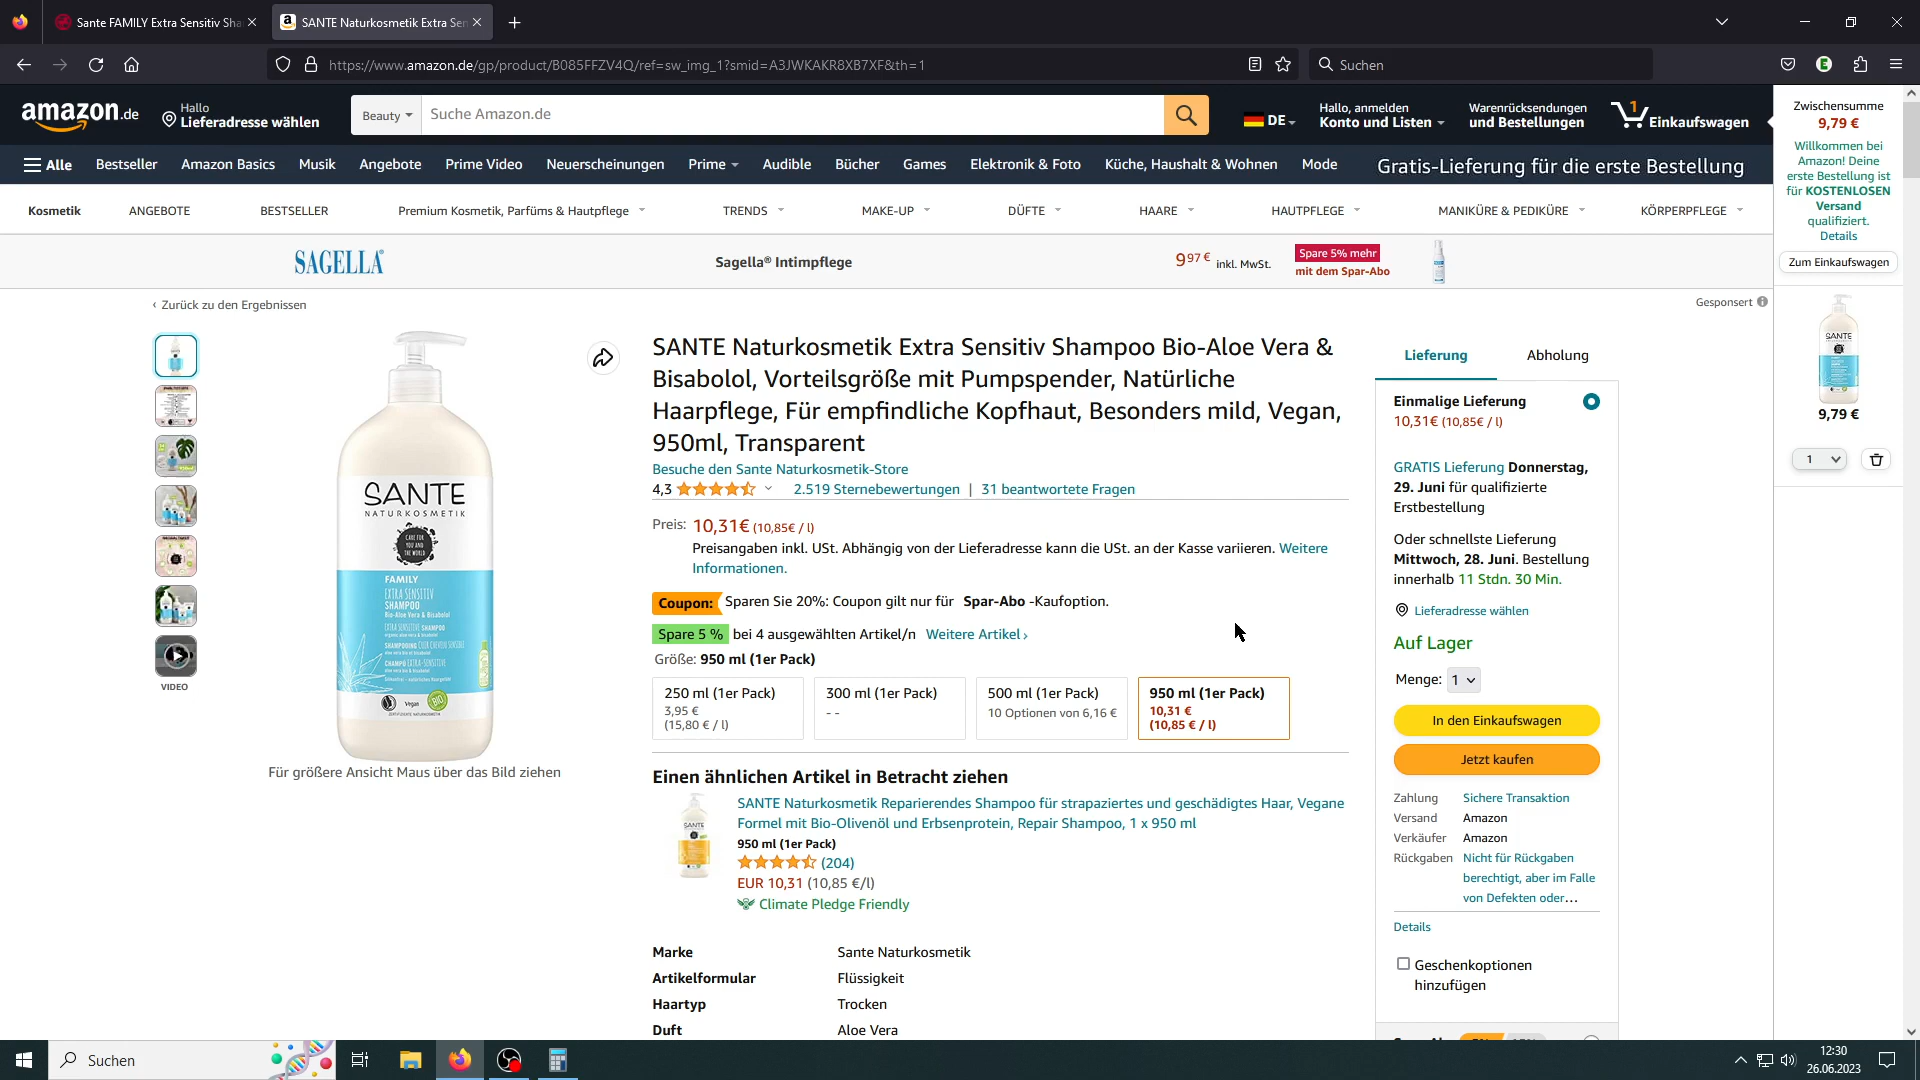 Sante FAMILY Extra Sensitiv Sha
SANTE Naturkosmetik Extra Sen
https://www.amazon.de/gp/product/B085FFZV4Q/ref=sw_img_1?smid=A3JWKAKR8XB7XF&th=1
Suchen
amazon.de
Hallo
Lieferadresse wählen
Beauty
Suche Amazon.de
DE
Hallo, anmelden
Konto und Listen
Warenrücksendungen
und Bestellungen
1
Einkaufswagen
Alle
Bestseller
Amazon Basics
Musik
Angebote
Prime Video
Neuerscheinungen
Prime
Audible
Bücher
Games
Elektronik & Foto
Küche, Haushalt & Wohnen
Mode
Gratis-Lieferung für die erste Bestellung
Kosmetik
ANGEBOTE
BESTSELLER
Premium Kosmetik, Parfüms & Hautpflege
TRENDS
MAKE-UP
DÜFTE
HAARE
HAUTPFLEGE
MANIKÜRE & PEDIKÜRE
KÖRPERPFLEGE
SAGELLA
Sagella® Intimpflege
9 97 € inkl. MwSt.
Spare 5% mehr
mit dem Spar-Abo
‹ Zurück zu den Ergebnissen
Gesponsert
VIDEO
SANTE
NATURKOSMETIK
CARE FOR
YOU AND
THE WORLD
FAMILY
EXTRA SENSITIV
SHAMPOO
Bio-Aloe Vera & Bisabolol
EXTRA SENSITIVE SHAMPOO
Vegan
BIO
Für größere Ansicht Maus über das Bild ziehen
SANTE Naturkosmetik Extra Sensitiv Shampoo Bio-Aloe Vera &
Bisabolol, Vorteilsgröße mit Pumpspender, Natürliche
Haarpflege, Für empfindliche Kopfhaut, Besonders mild, Vegan,
950ml, Transparent
Besuche den Sante Naturkosmetik-Store
4,3
2.519 Sternebewertungen | 31 beantwortete Fragen
Preis: 10,31€ (10,85€ / l)
Preisangaben inkl. USt. Abhängig von der Lieferadresse kann die USt. an der Kasse variieren. Weitere
Informationen.
Coupon: Sparen Sie 20%: Coupon gilt nur für Spar-Abo -Kaufoption.
Spare 5 % bei 4 ausgewählten Artikel/n Weitere Artikel ›
Größe: 950 ml (1er Pack)
250 ml (1er Pack)
3,95 €
(15,80 € / l)
300 ml (1er Pack)
- -
500 ml (1er Pack)
10 Optionen von 6,16 €
950 ml (1er Pack)
10,31 €
(10,85 € / l)
Einen ähnlichen Artikel in Betracht ziehen
SANTE
SANTE Naturkosmetik Reparierendes Shampoo für strapaziertes und geschädigtes Haar, Vegane
Formel mit Bio-Olivenöl und Erbsenprotein, Repair Shampoo, 1 x 950 ml
950 ml (1er Pack)
(204)
EUR 10,31 (10,85 €/l)
Climate Pledge Friendly
Marke Sante Naturkosmetik
Artikelformular Flüssigkeit
Haartyp Trocken
Duft Aloe Vera
Lieferung
Abholung
Einmalige Lieferung
10,31€ (10,85€ / l)
GRATIS Lieferung Donnerstag,
29. Juni für qualifizierte
Erstbestellung
Oder schnellste Lieferung
Mittwoch, 28. Juni. Bestellung
innerhalb 11 Stdn. 30 Min.
Lieferadresse wählen
Auf Lager
Menge: 1
In den Einkaufswagen
Jetzt kaufen
Zahlung Sichere Transaktion
Versand Amazon
Verkäufer Amazon
Rückgaben Nicht für Rückgaben
berechtigt, aber im Falle
von Defekten oder…
Details
Geschenkoptionen
hinzufügen
Zwischensumme
9,79 €
Willkommen bei
Amazon! Deine
erste Bestellung ist
für KOSTENLOSEN
Versand
qualifiziert.
Details
Zum Einkaufswagen
SANTE
9,79 €
1
Suchen
12:30
26.06.2023